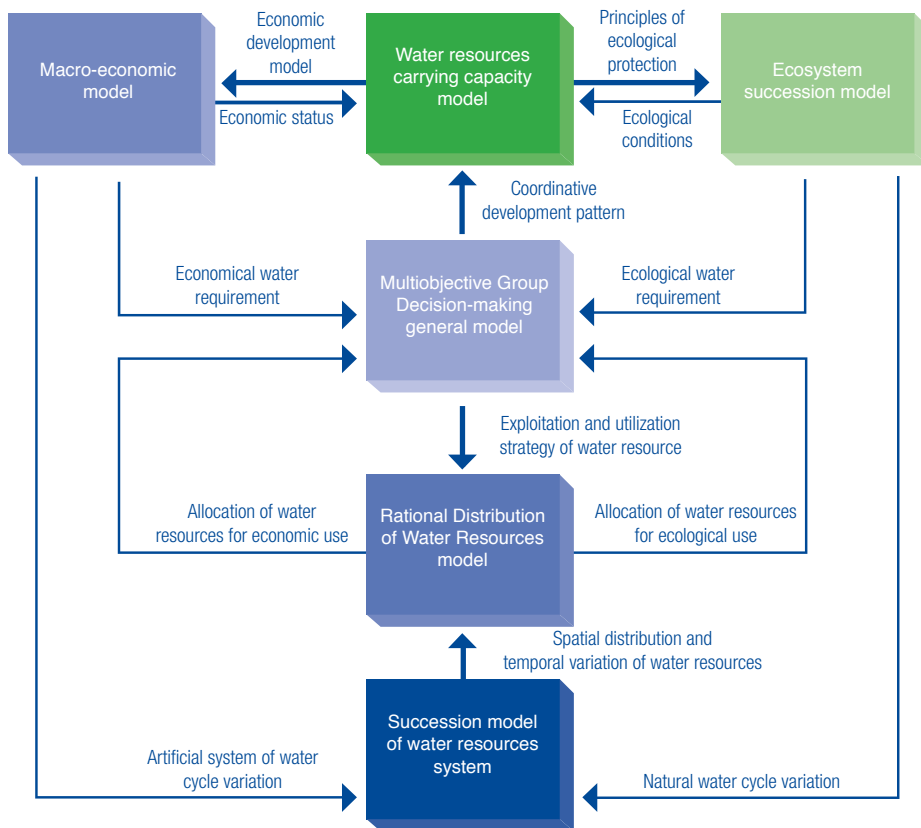 Macro-economic
model
Economic
development
model
Economic status
Water resources
carrying capacity
model
Principles of
ecological
protection
Ecological
conditions
Ecosystem
succession model
Coordinative
development pattern
Economical water
requirement
Multiobjective Group
Decision-making
general model
Ecological water
requirement
Exploitation and utilization
strategy of water resource
Allocation of water
resources for economic use
Rational Distribution
of Water Resources
model
Allocation of water resources
for ecological use
Spatial distribution and
temporal variation of water resources
Artificial system of water
cycle variation
Succession model
of water resources
system
Natural water cycle variation